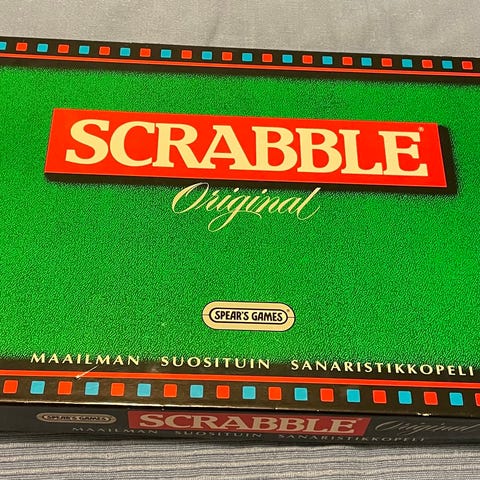 SCRABBLE®
Original
SPEAR'S GAMES
MAAILMAN SUOSITUIN SANARISTIKKOPELI
SPEAR'S GAMES SCRABBLE Original
MAAILMAN SUOSITUIN SANARISTIKKOPELI